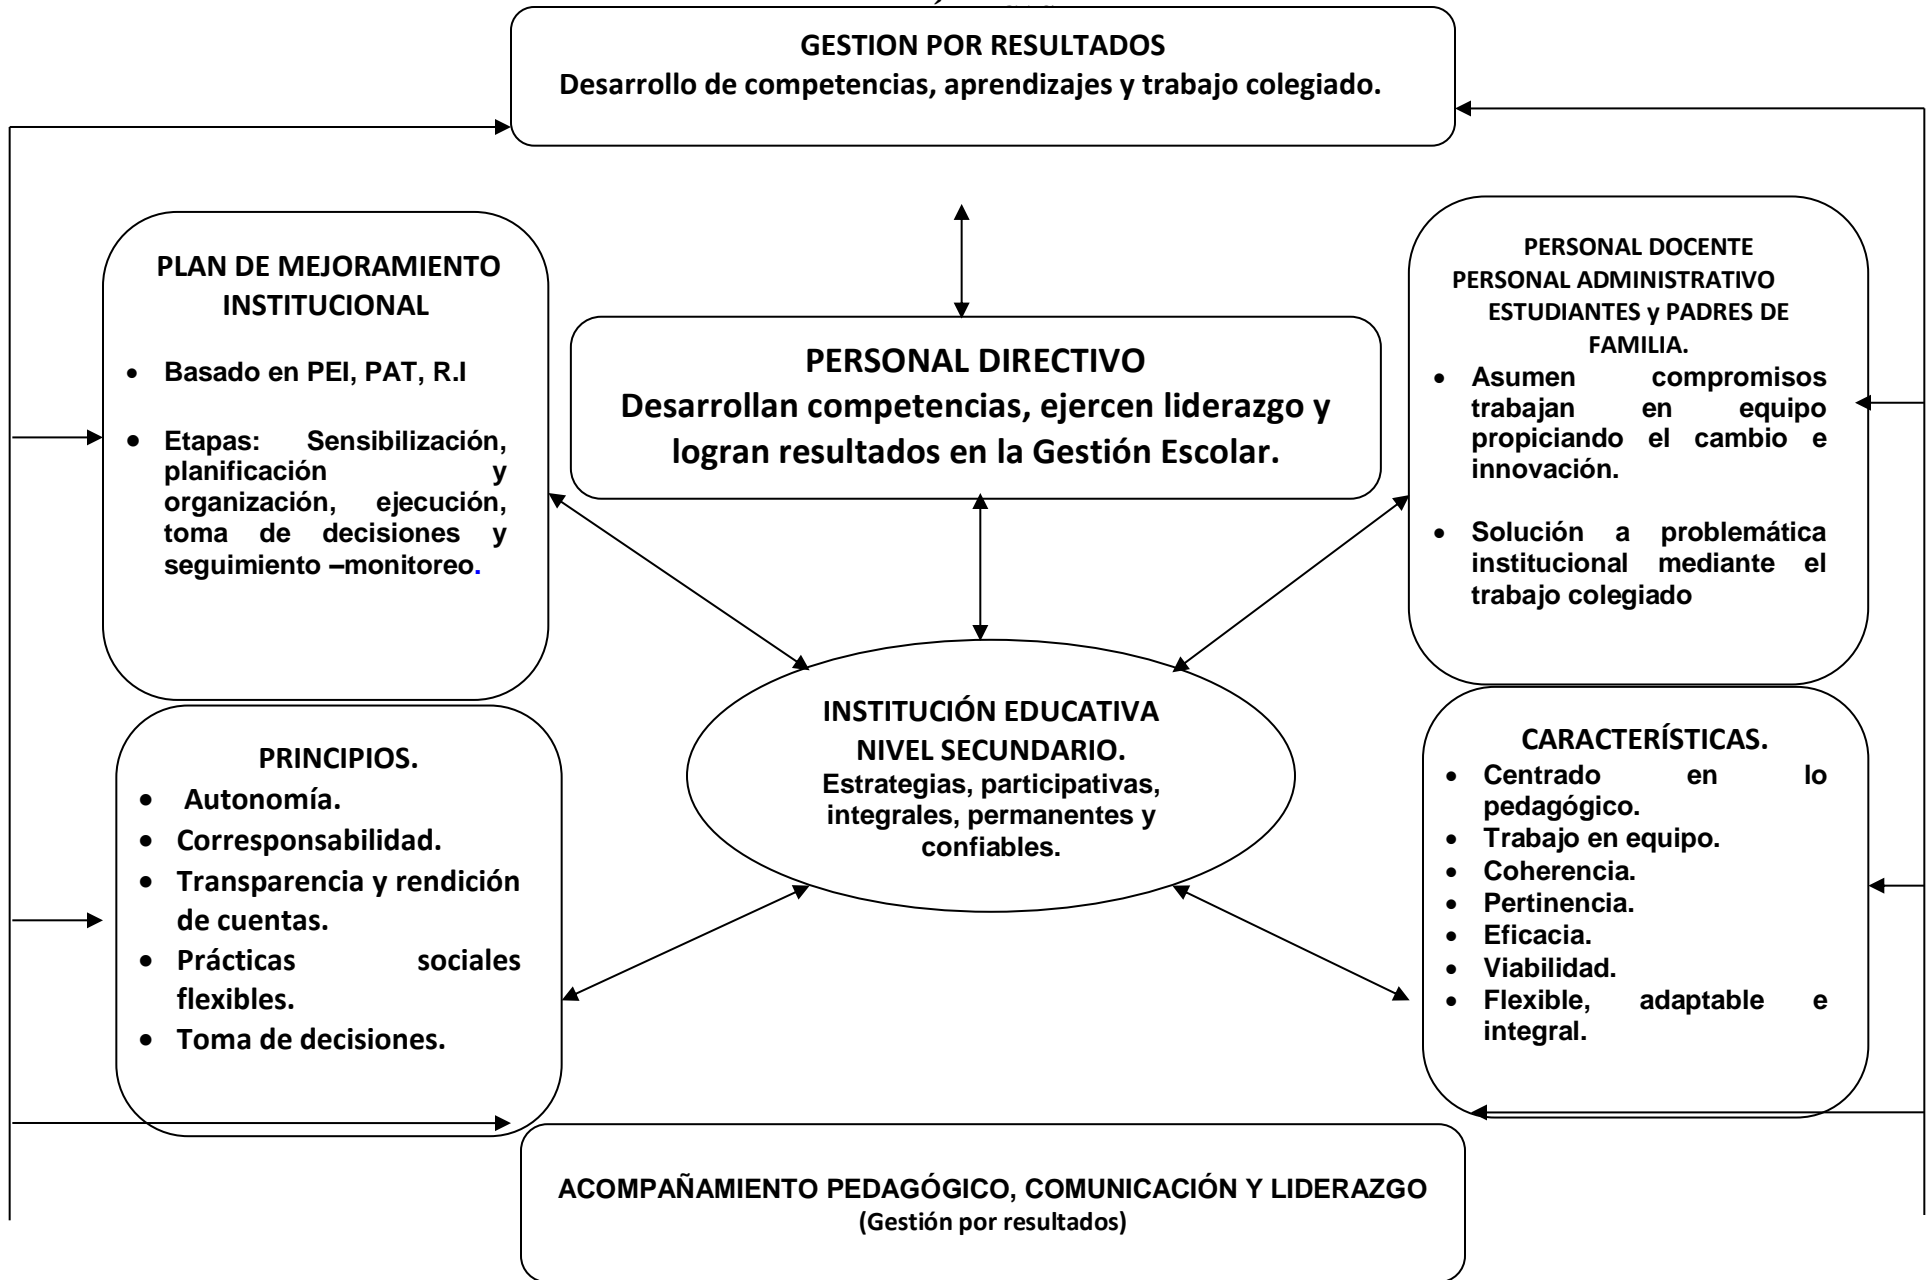 GESTION POR RESULTADOS
Desarrollo de competencias, aprendizajes y trabajo colegiado.
PLAN DE MEJORAMIENTO
INSTITUCIONAL
• Basado en PEI, PAT, R.I
• Etapas: Sensibilización,
planificación y
organización, ejecución,
toma de decisiones y
seguimiento –monitoreo.
PERSONAL DIRECTIVO
Desarrollan competencias, ejercen liderazgo y
logran resultados en la Gestión Escolar.
PERSONAL DOCENTE
PERSONAL ADMINISTRATIVO
ESTUDIANTES y PADRES DE
FAMILIA.
• Asumen compromisos
trabajan en equipo
propiciando el cambio e
innovación.
• Solución a problemática
institucional mediante el
trabajo colegiado
INSTITUCIÓN EDUCATIVA
NIVEL SECUNDARIO.
Estrategias, participativas,
integrales, permanentes y
confiables.
PRINCIPIOS.
• Autonomía.
• Corresponsabilidad.
• Transparencia y rendición
de cuentas.
• Prácticas sociales
flexibles.
• Toma de decisiones.
CARACTERÍSTICAS.
• Centrado en lo
pedagógico.
• Trabajo en equipo.
• Coherencia.
• Pertinencia.
• Eficacia.
• Viabilidad.
• Flexible, adaptable e
integral.
ACOMPAÑAMIENTO PEDAGÓGICO, COMUNICACIÓN Y LIDERAZGO
(Gestión por resultados)